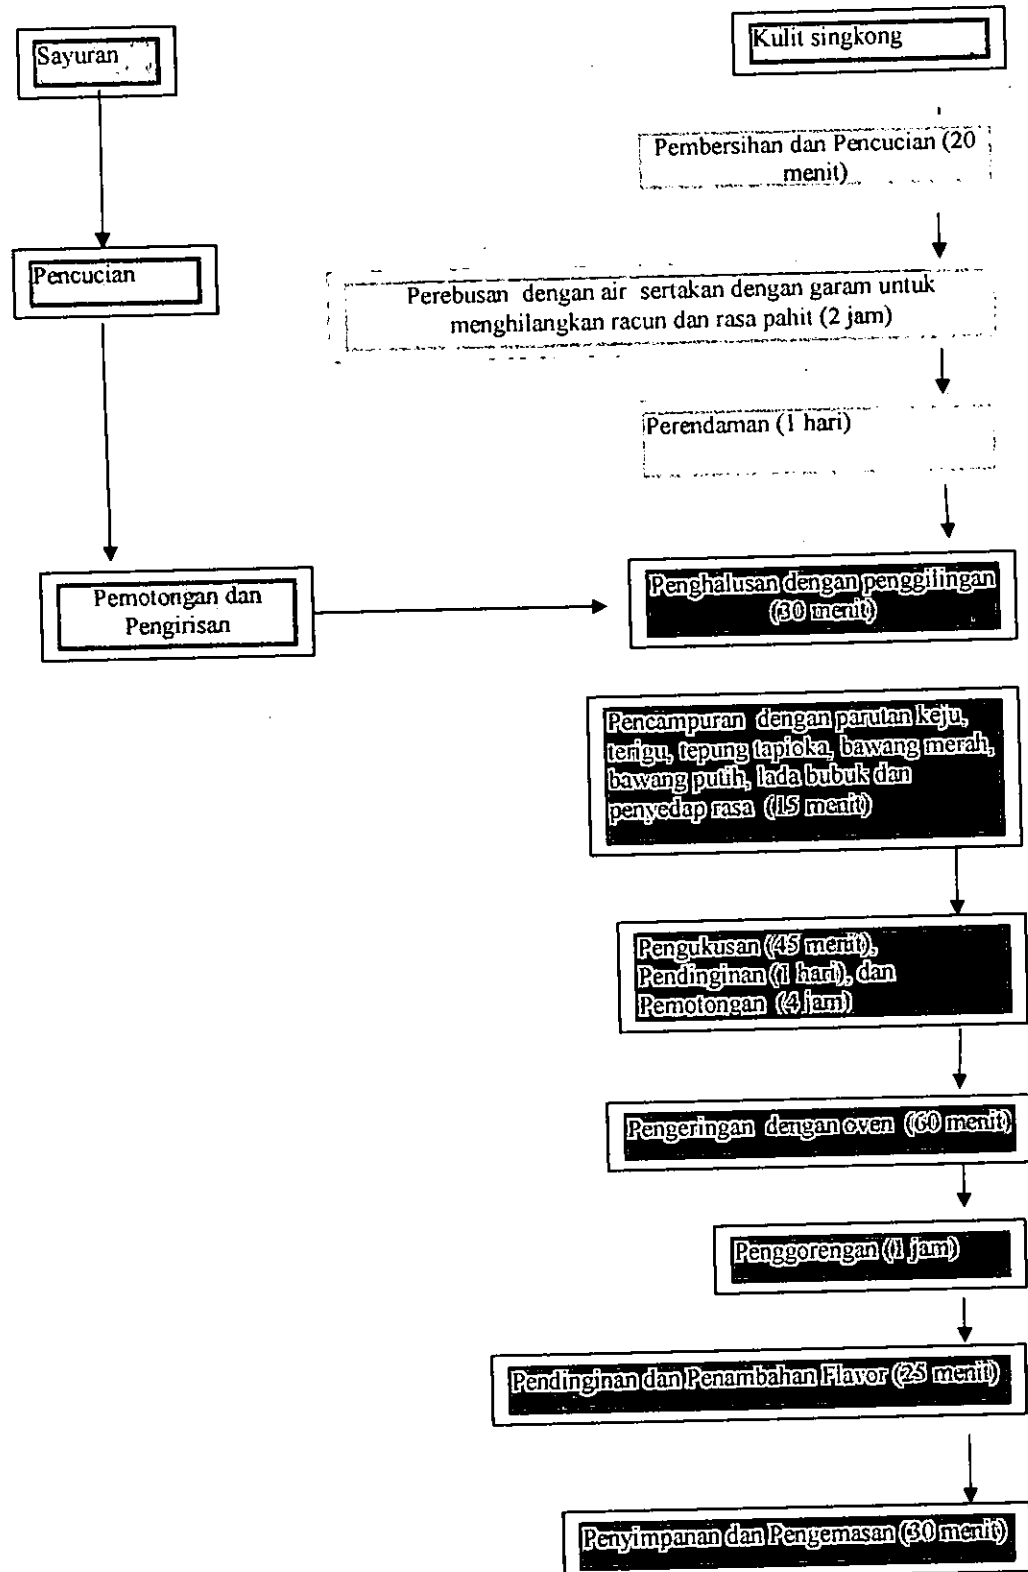 Sayuran
Kulit singkong
Pembersihan dan Pencucian (20
menit)
Pencucian
Perebusan dengan air sertakan dengan garam untuk
menghilangkan racun dan rasa pahit (2 jam)
Perendaman (1 hari)
Pemotongan dan
Pengirisan
Penghalusan dengan penggilingan
(30 menit)
Pencampuran dengan parutan keju,
terigu, tepung tapioka, bawang merah,
bawang putih, lada bubuk dan
penyedap rasa (15 menit)
Pengukusan (45 menit),
Pendinginan (1 hari), dan
Pemotongan (4 jam)
Pengeringan dengan oven (60 menit)
Penggorengan (1 jam)
Pendinginan dan Penambahan Flavor (25 menit)
Penyimpanan dan Pengemasan (30 menit)